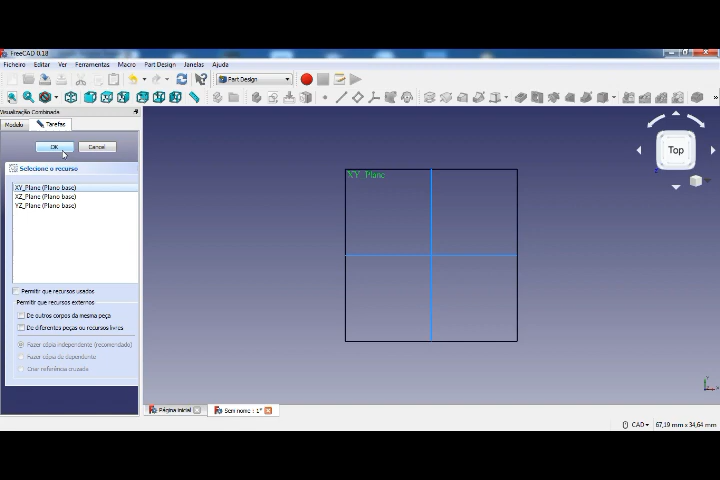 FreeCAD 0.18
Ficheiro Editar Ver Ferramentas Macro Part Design Janelas Ajuda
Part Design
Visualização Combinada
Modelo Tarefas
OK Cancel
Selecione o recurso
XY_Plane (Plano base)
XZ_Plane (Plano base)
YZ_Plane (Plano base)
Permitir que recursos usados
Permitir que recursos externos
De outros corpos da mesma peça
De diferentes peças ou recursos livres
Fazer cópia independente (recomendado)
Fazer cópia de dependente
Criar referência cruzada
XY_Plane
Top
Z
Y
X
Página inicial Sem nome : 1*
CAD 67,19 mm x 34,64 mm